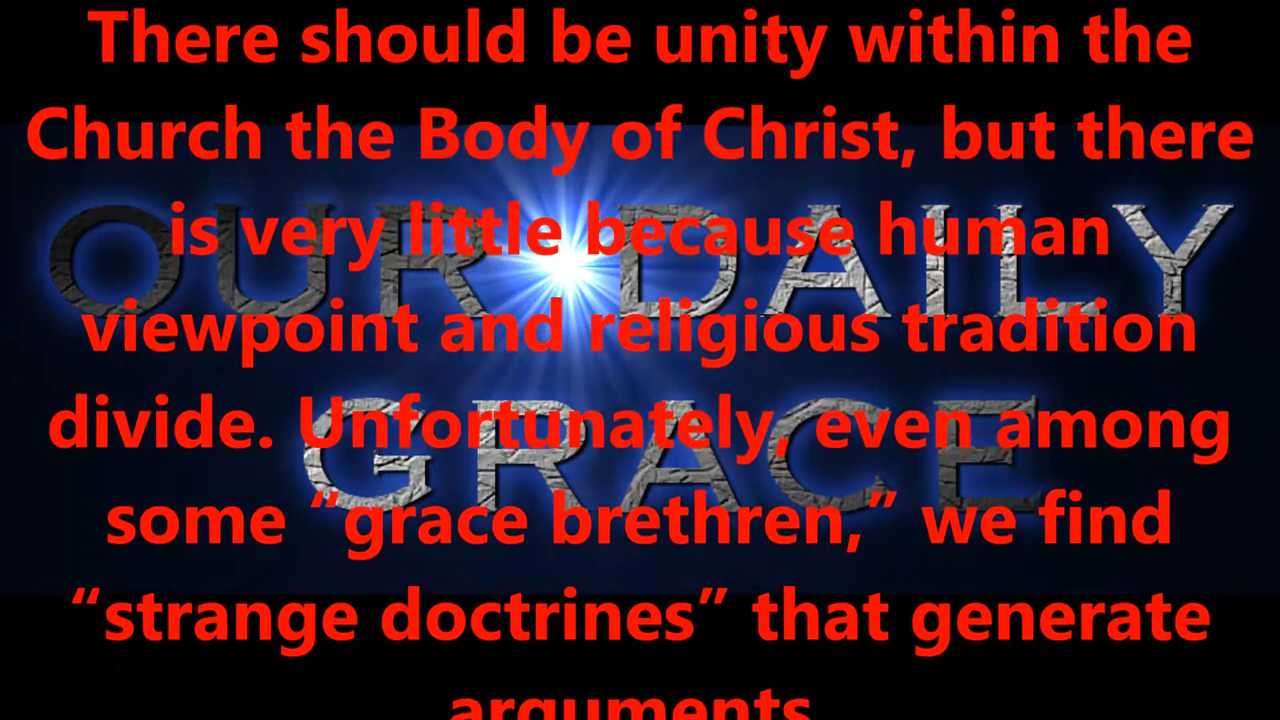 There should be unity within the
Church the Body of Christ, but there
is very little because human
OUR DAILY
viewpoint and religious tradition
divide. Unfortunately, even among
GRACE
some “grace brethren,” we find
“strange doctrines” that generate
arguments